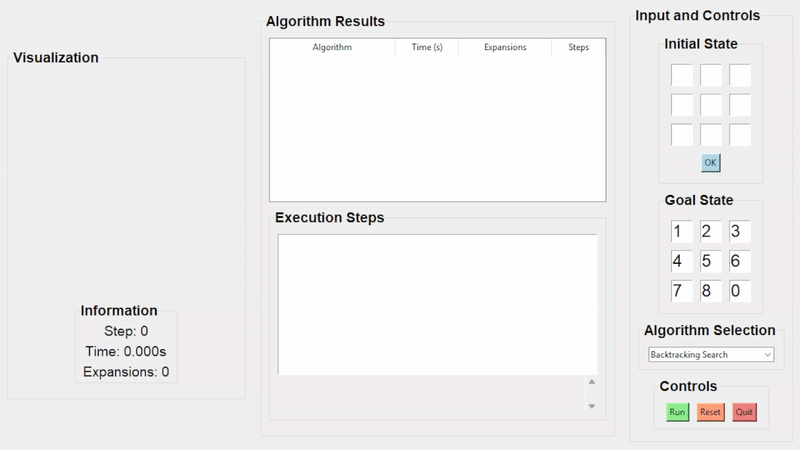 Visualization
Information
Step: 0
Time: 0.000s
Expansions: 0
Algorithm Results
Algorithm Time (s) Expansions Steps
Execution Steps
Input and Controls
Initial State
OK
Goal State
1 2 3
4 5 6
7 8 0
Algorithm Selection
Backtracking Search
Controls
Run Reset Quit